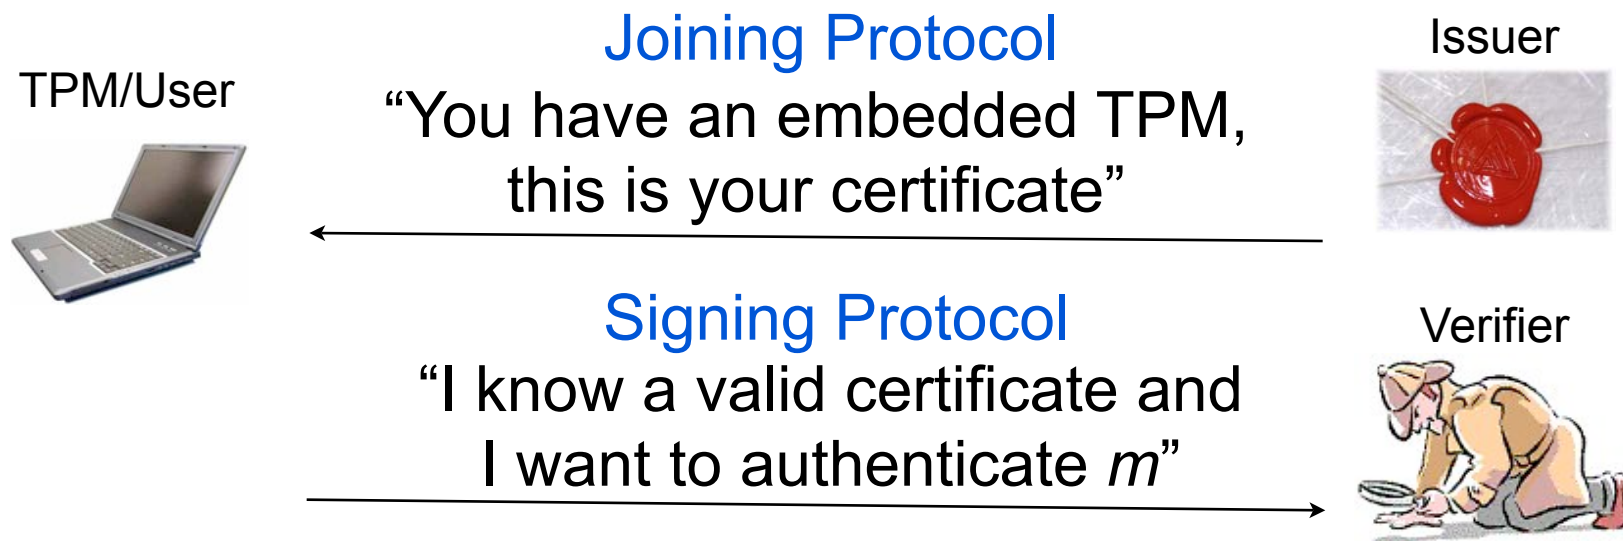 Joining Protocol
Issuer
TPM/User
“You have an embedded TPM,
this is your certificate”
Signing Protocol
Verifier
“I know a valid certificate and
I want to authenticate m”